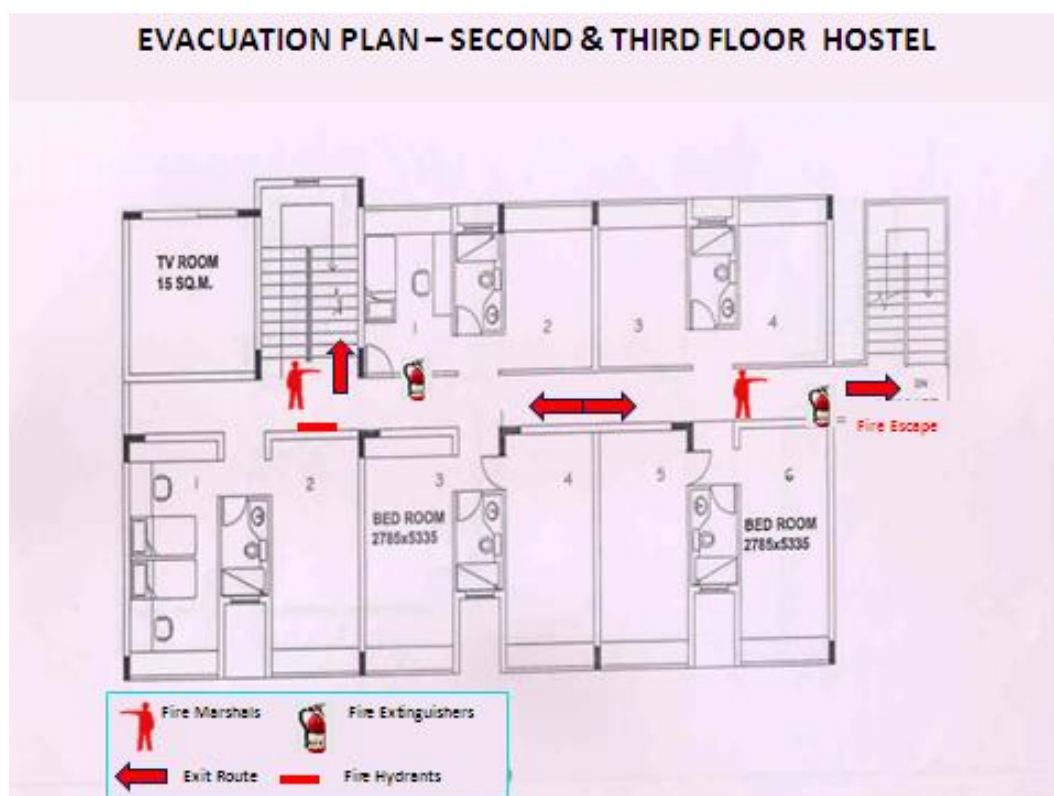 EVACUATION PLAN – SECOND & THIRD FLOOR HOSTEL
TV ROOM
15 SQ.M.
1
2
3
4
DN
Fire Escape
1
2
3
4
5
6
BED ROOM
2785x5335
BED ROOM
2785x5335
Fire Marshals
Fire Extinguishers
Exit Route
Fire Hydrants